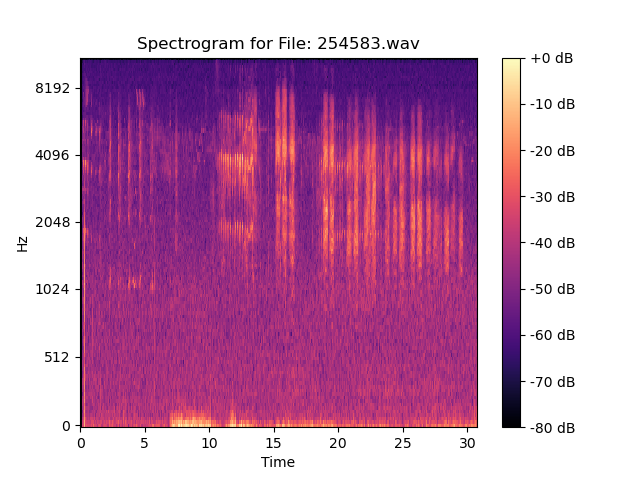 Spectrogram for File: 254583.wav
Hz
8192
4096
2048
1024
512
0
0 5 10 15 20 25 30
Time
+0 dB
-10 dB
-20 dB
-30 dB
-40 dB
-50 dB
-60 dB
-70 dB
-80 dB